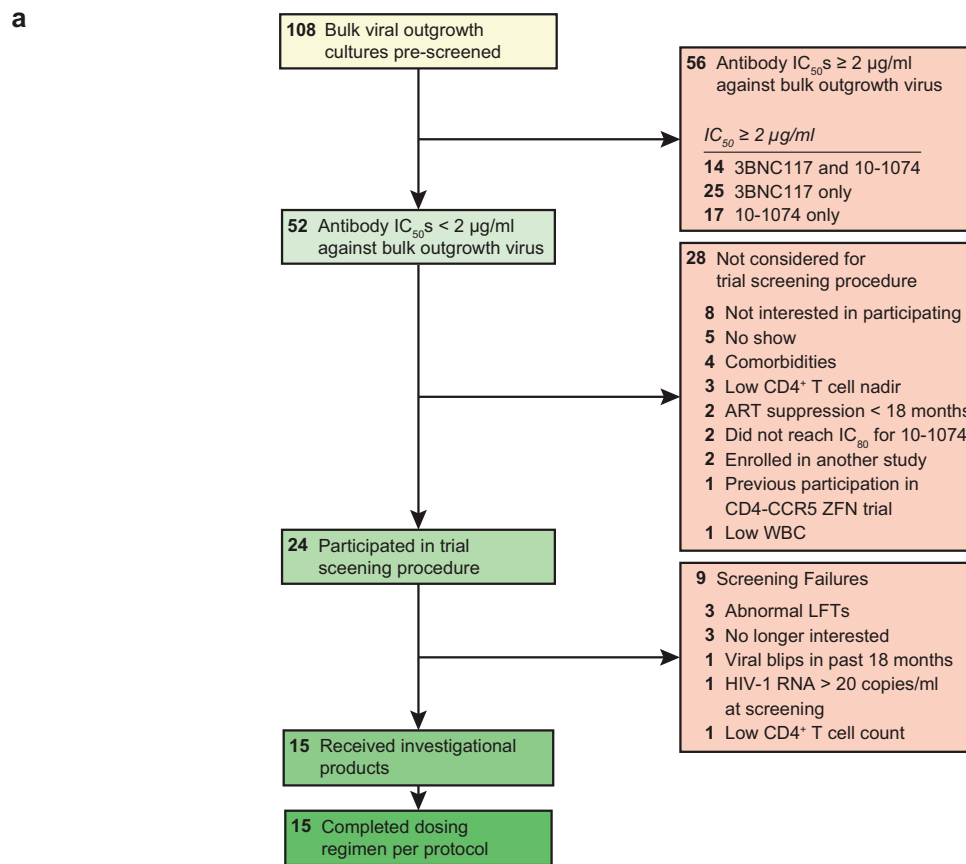 a
108 Bulk viral outgrowth
cultures pre-screened
56 Antibody IC50s ≥ 2 µg/ml
against bulk outgrowth virus
IC50 ≥ 2 µg/ml
14 3BNC117 and 10-1074
25 3BNC117 only
17 10-1074 only
52 Antibody IC50s < 2 µg/ml
against bulk outgrowth virus
28 Not considered for
trial screening procedure
8 Not interested in participating
5 No show
4 Comorbidities
3 Low CD4+ T cell nadir
2 ART suppression < 18 months
2 Did not reach IC80 for 10-1074
2 Enrolled in another study
1 Previous participation in
CD4-CCR5 ZFN trial
1 Low WBC
24 Participated in trial
sceening procedure
9 Screening Failures
3 Abnormal LFTs
3 No longer interested
1 Viral blips in past 18 months
1 HIV-1 RNA > 20 copies/ml
at screening
1 Low CD4+ T cell count
15 Received investigational
products
15 Completed dosing
regimen per protocol